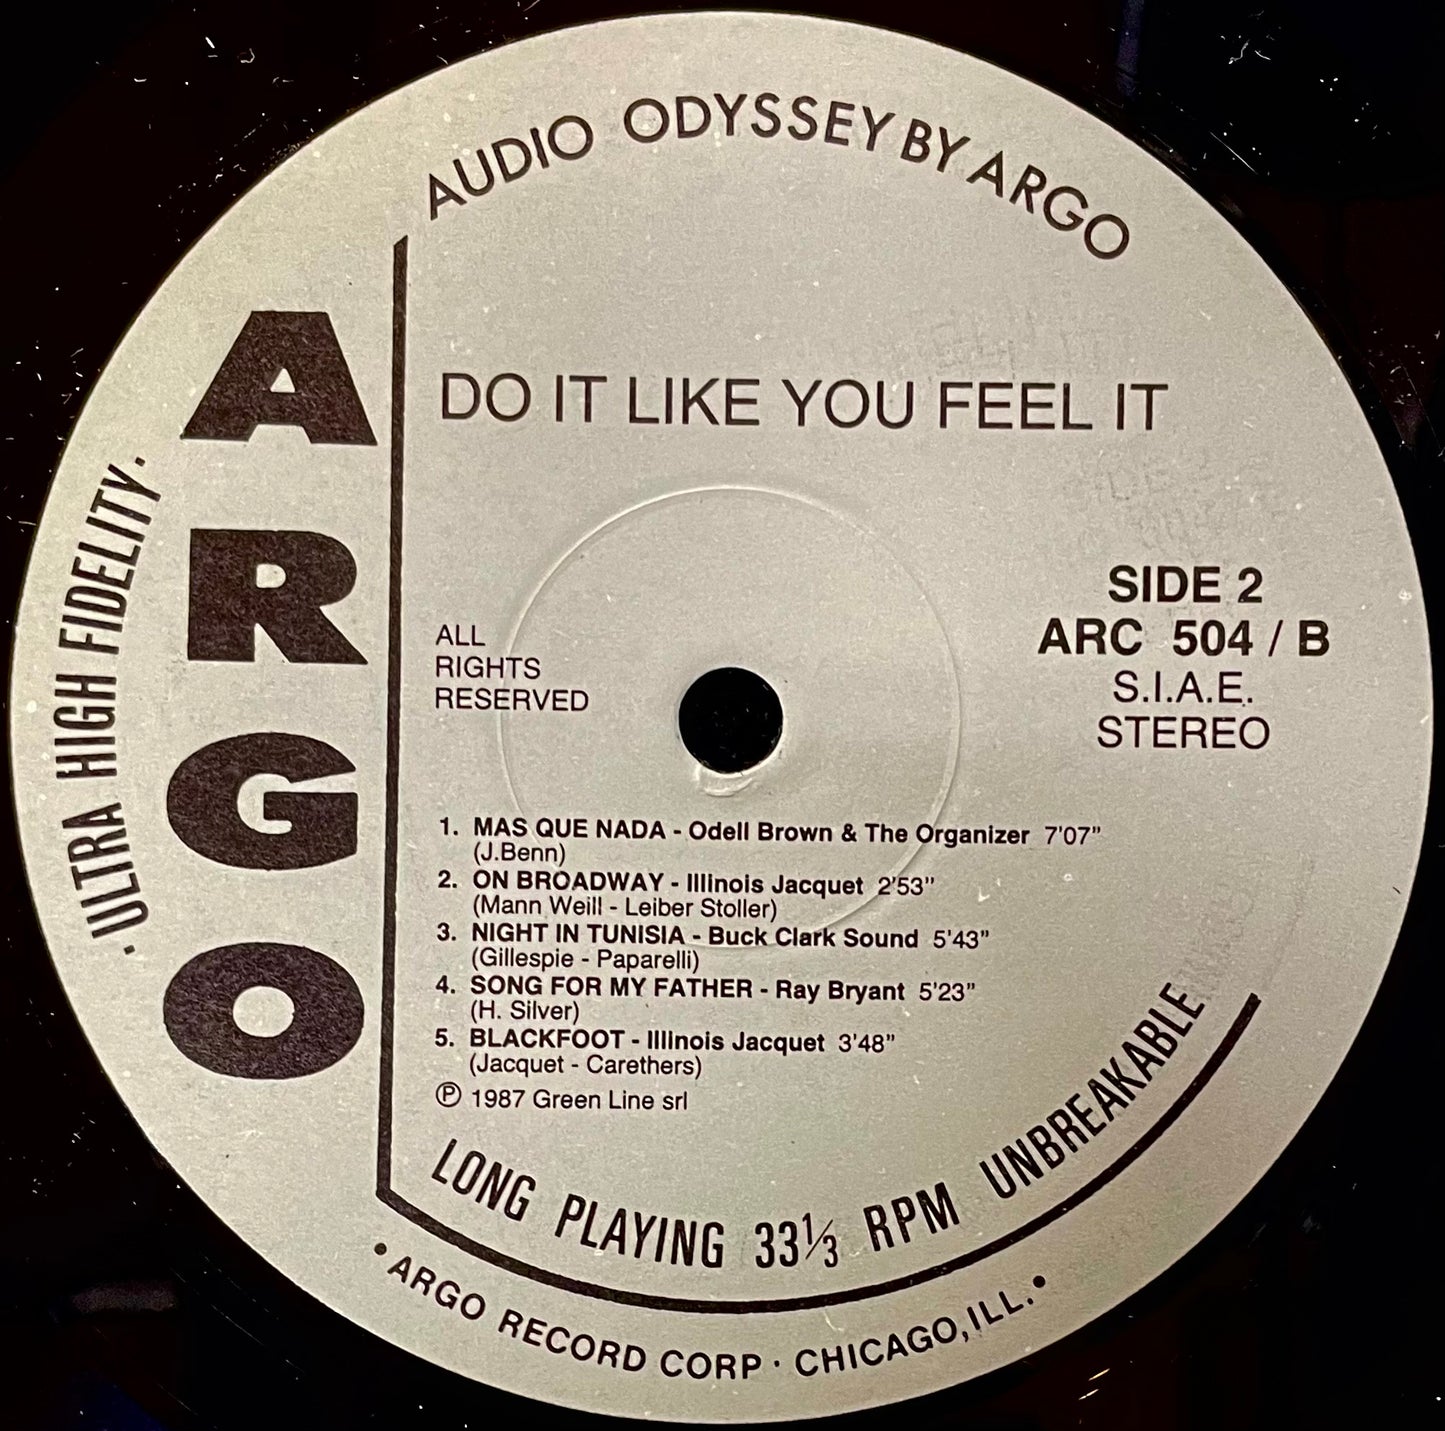 AUDIO ODYSSEY BY ARGO
ARGO
·ULTRA HIGH FIDELITY·
DO IT LIKE YOU FEEL IT
SIDE 2
ARC 504 / B
S.I.A.E.
STEREO
ALL
RIGHTS
RESERVED
1. MAS QUE NADA - Odell Brown & The Organizer 7'07"
(J.Benn)
2. ON BROADWAY - Illinois Jacquet 2'53"
(Mann Weill - Leiber Stoller)
3. NIGHT IN TUNISIA - Buck Clark Sound 5'43"
(Gillespie - Paparelli)
4. SONG FOR MY FATHER - Ray Bryant 5'23"
(H. Silver)
5. BLACKFOOT - Illinois Jacquet 3'48"
(Jacquet - Carethers)
Ⓟ 1987 Green Line srl
LONG PLAYING 33⅓ RPM UNBREAKABLE
•ARGO RECORD CORP · CHICAGO, ILL.•